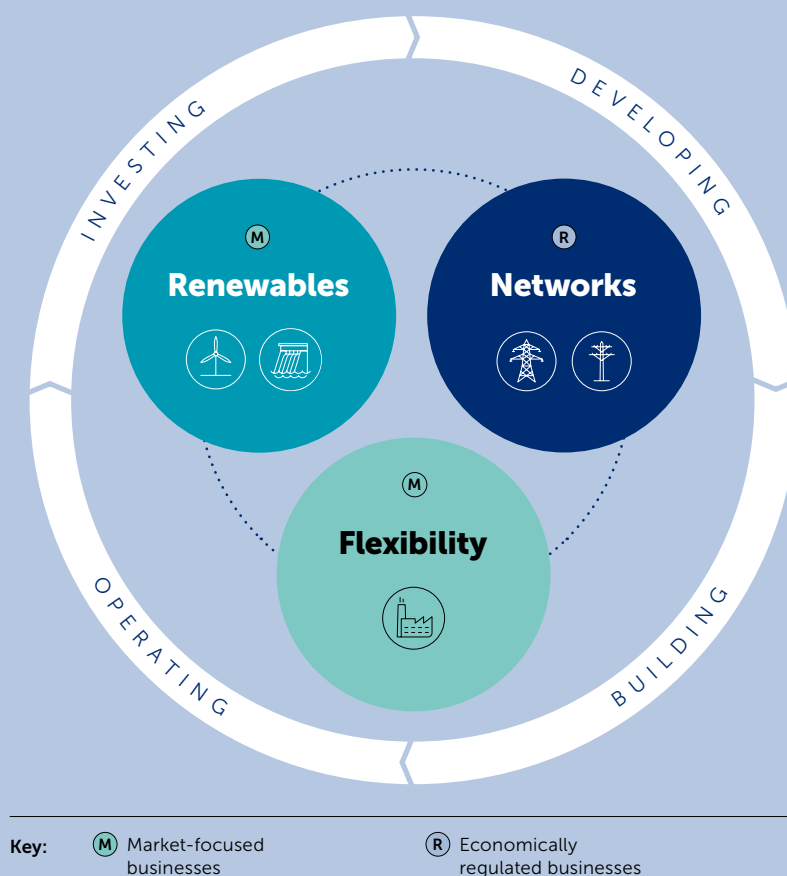 INVESTING
DEVELOPING
M
Renewables
R
Networks
M
Flexibility
OPERATING
BUILDING
Key:
M Market-focused
businesses
R Economically
regulated businesses